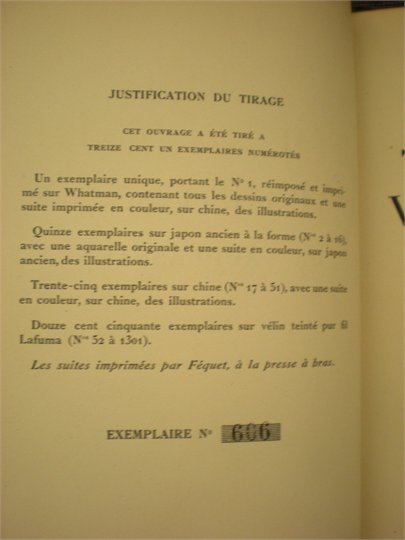 JUSTIFICATION DU TIRAGE
CET OUVRAGE A ÉTÉ TIRÉ A
TREIZE CENT UN EXEMPLAIRES NUMÉROTÉS
Un exemplaire unique, portant le Nº 1, réimposé et impri-
mé sur Whatman, contenant tous les dessins originaux et une
suite imprimée en couleur, sur chine, des illustrations.
Quinze exemplaires sur japon ancien à la forme (Nºˢ 2 à 16),
avec une aquarelle originale et une suite en couleur, sur japon
ancien, des illustrations.
Trente-cinq exemplaires sur chine (Nºˢ 17 à 51), avec une suite
en couleur, sur chine, des illustrations.
Douze cent cinquante exemplaires sur vélin teinté pur fil
Lafuma (Nºˢ 52 à 1301).
Les suites imprimées par Féquet, à la presse à bras.
EXEMPLAIRE Nº 606